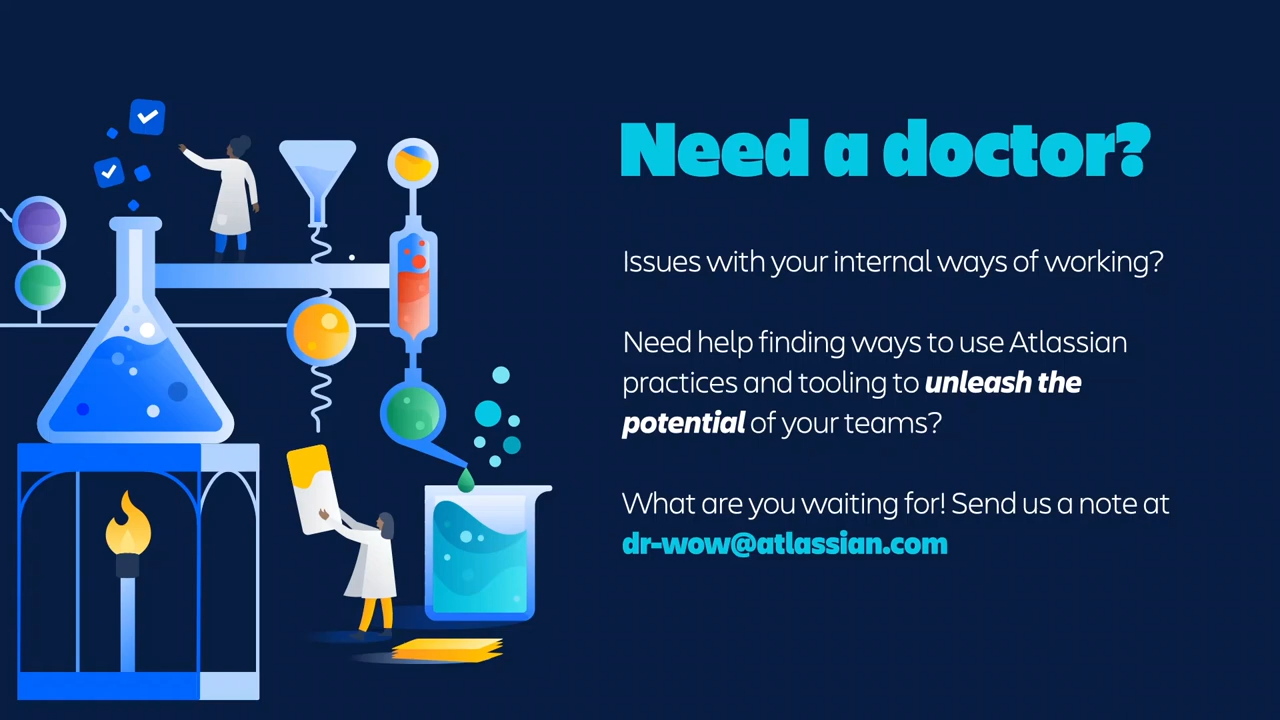 Need a doctor?
Issues with your internal ways of working?
Need help finding ways to use Atlassian
practices and tooling to unleash the
potential of your teams?
What are you waiting for! Send us a note at
dr-wow@atlassian.com